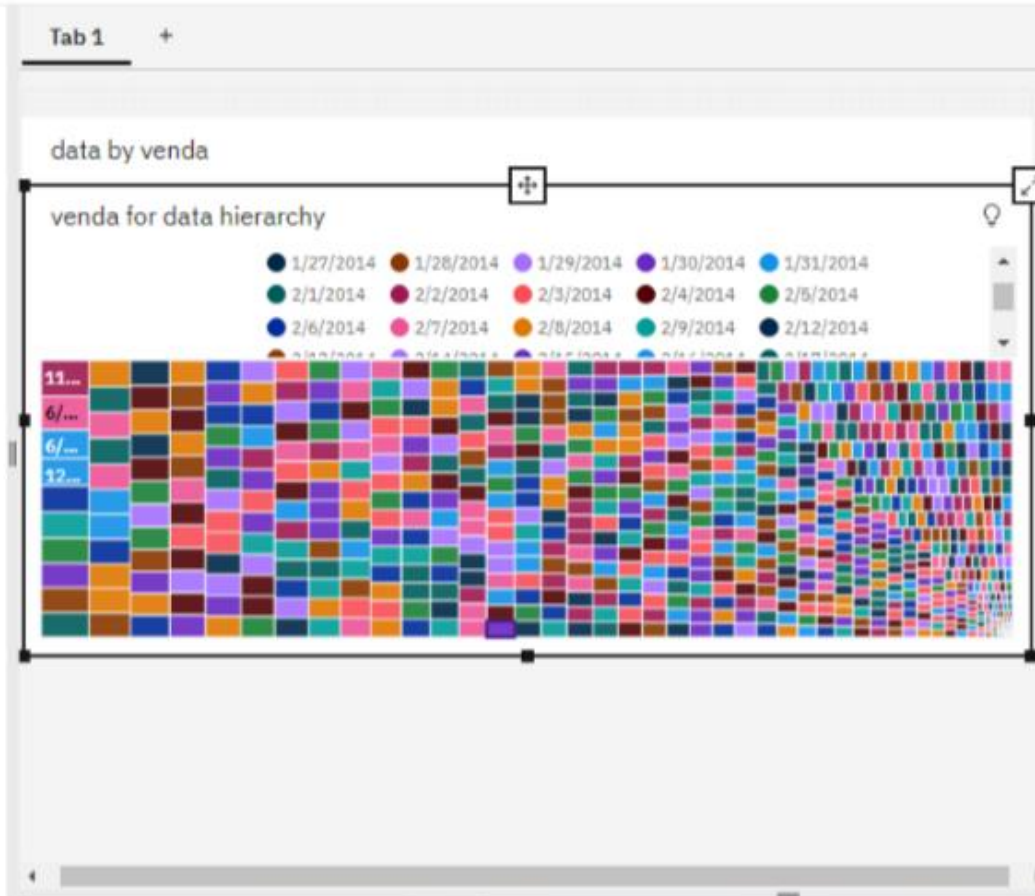 Tab 1 +
data by venda
venda for data hierarchy
1/27/2014 1/28/2014 1/29/2014 1/30/2014 1/31/2014
2/1/2014 2/2/2014 2/3/2014 2/4/2014 2/5/2014
2/6/2014 2/7/2014 2/8/2014 2/9/2014 2/12/2014
11...
6/...
6/...
12...